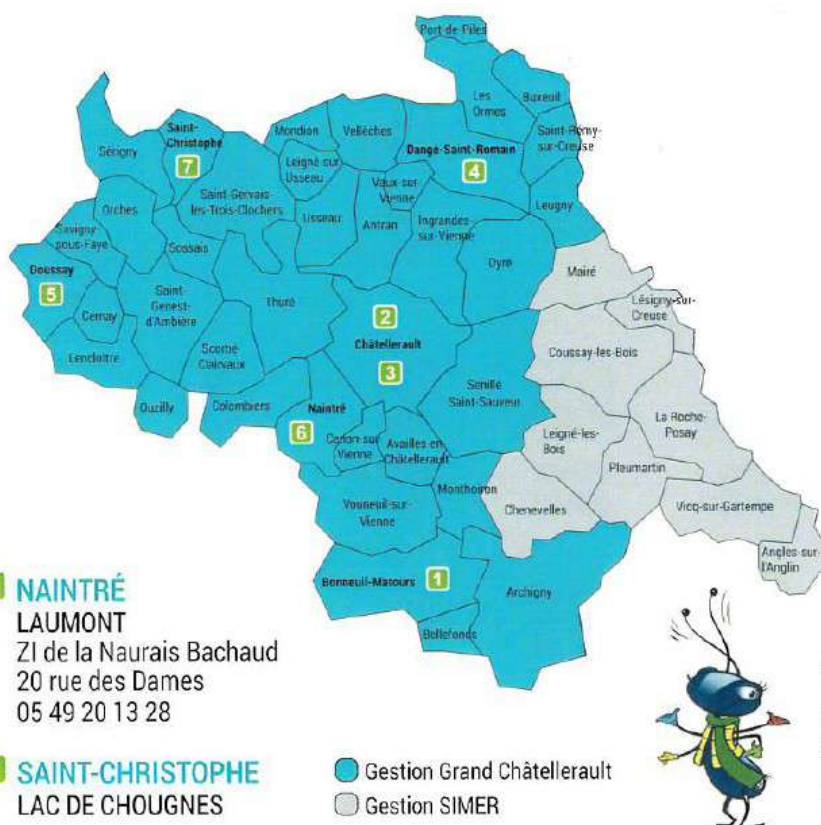 Port-de-Piles
Les
Ormes
Buxeuil
Saint-Rémy-
sur-Creuse
Saint-
Christophe
7
Sérigny
Mondion
Vellèches
Dangé-Saint-Romain
4
Leigné sur
Usseau
Vaux-sur
Vienne
Leugny
Saint-Gervais
les-Trois-Clochers
Orches
Usseau
Antran
Ingrandes
sur-Vienne
Savigny
sous-Faye
Sossais
Oyré
Mairé
Doussay
5
Saint
Genest
d'Ambière
Thuré
Cernay
2
Châtellerault
3
Lésigny-sur-
Creuse
Coussay-les-Bois
Lencloître
Scorbé
Clairvaux
Senillé
Saint-Sauveur
Ouzilly
Colombiers
Naintré
6
Cenon-sur
Vienne
Availles-en
Châtellerault
Leigné-les-
Bois
La Roche-
Posay
Pleumartin
Monthoiron
Chenevelles
Vicq-sur-Gartempe
Vouneuil-sur-
Vienne
Angles-sur-
l'Anglin
Bonneuil-Matours
1
Archigny
Bellefonds
NAINTRÉ
LAUMONT
ZI de la Naurais Bachaud
20 rue des Dames
05 49 20 13 28
SAINT-CHRISTOPHE
LAC DE CHOUGNES
Gestion Grand Châtellerault
Gestion SIMER